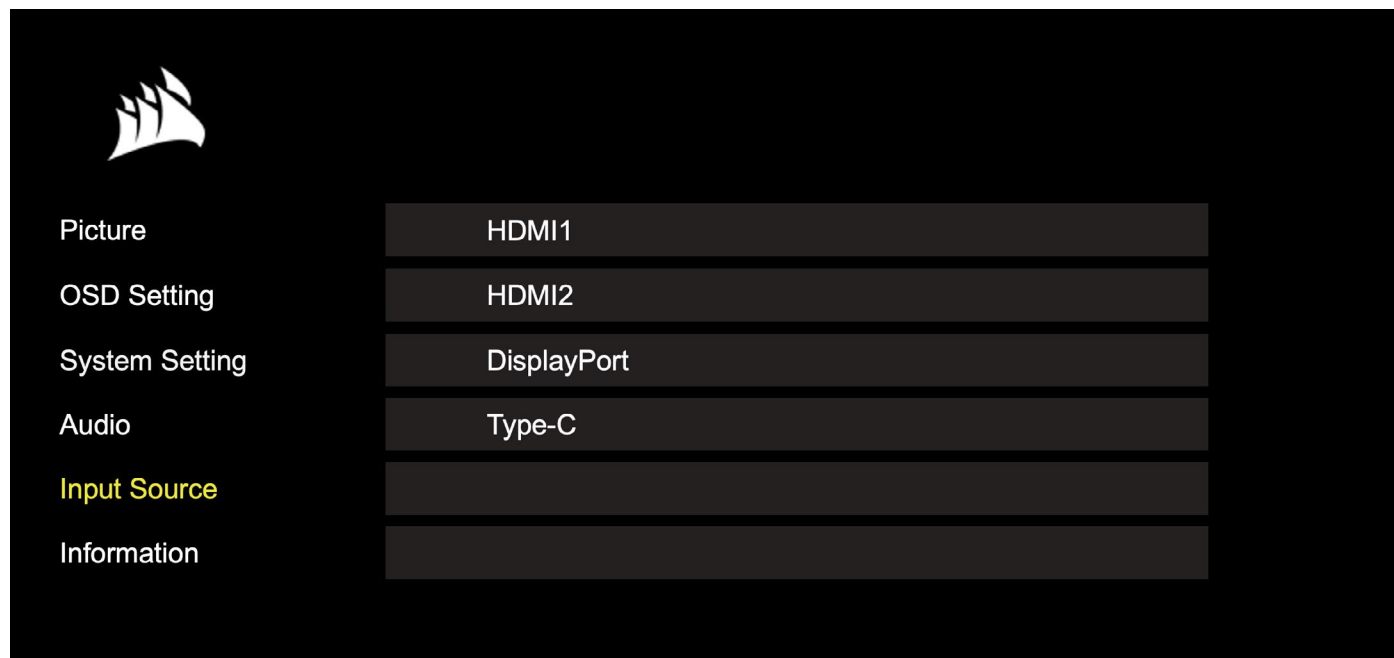 Picture HDMI1
OSD Setting HDMI2
System Setting DisplayPort
Audio Type-C
Input Source
Information